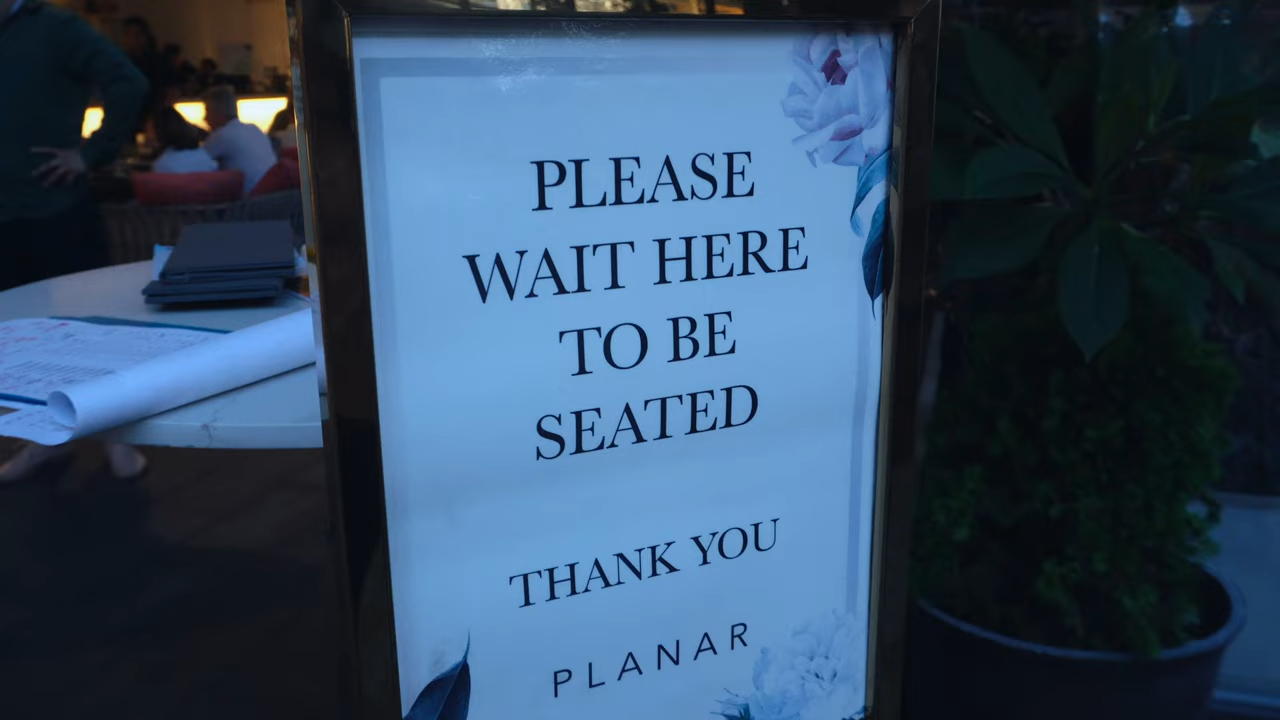 PLEASE
WAIT HERE
TO BE
SEATED
THANK YOU
PLANAR